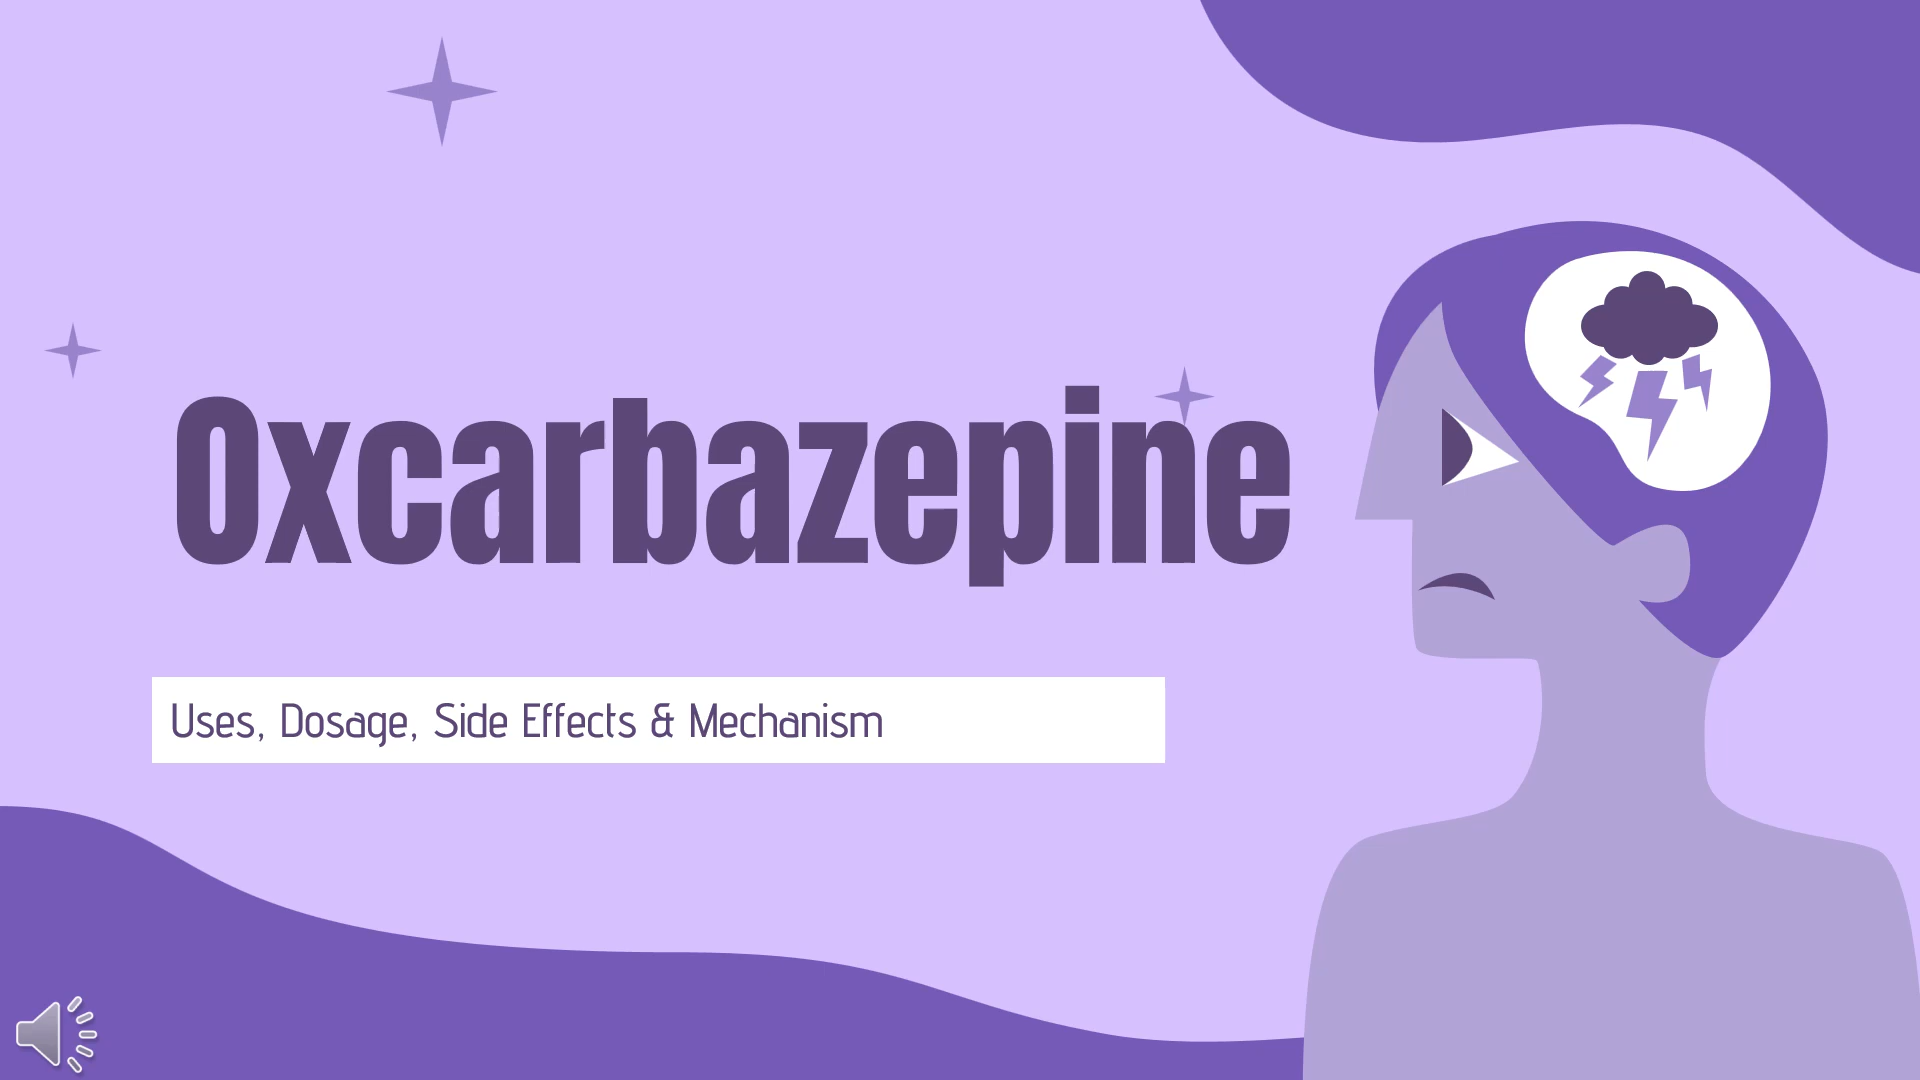 Oxcarbazepine
Uses, Dosage, Side Effects & Mechanism